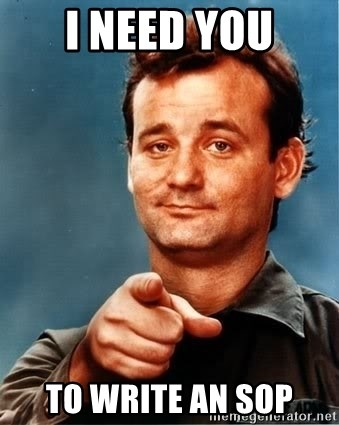 I NEED YOU
TO WRITE AN SOP
memegenerator.net